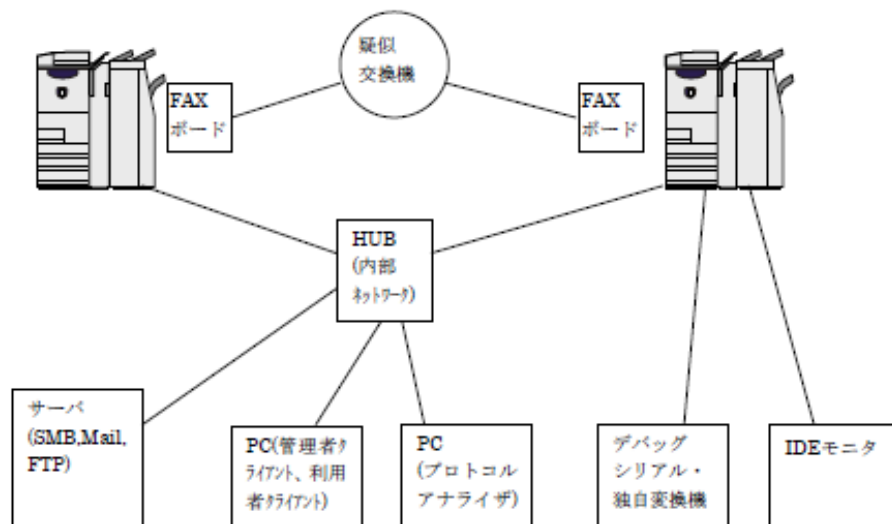 疑似
交換機
FAX
ボード
FAX
ボード
HUB
(内部
ネットワーク)
サーバ
(SMB,Mail,
FTP)
PC(管理者ク
ライアント、利用
者クライアント)
PC
(プロトコル
アナライザ)
デバッグ
シリアル・
独自変換機
IDEモニタ